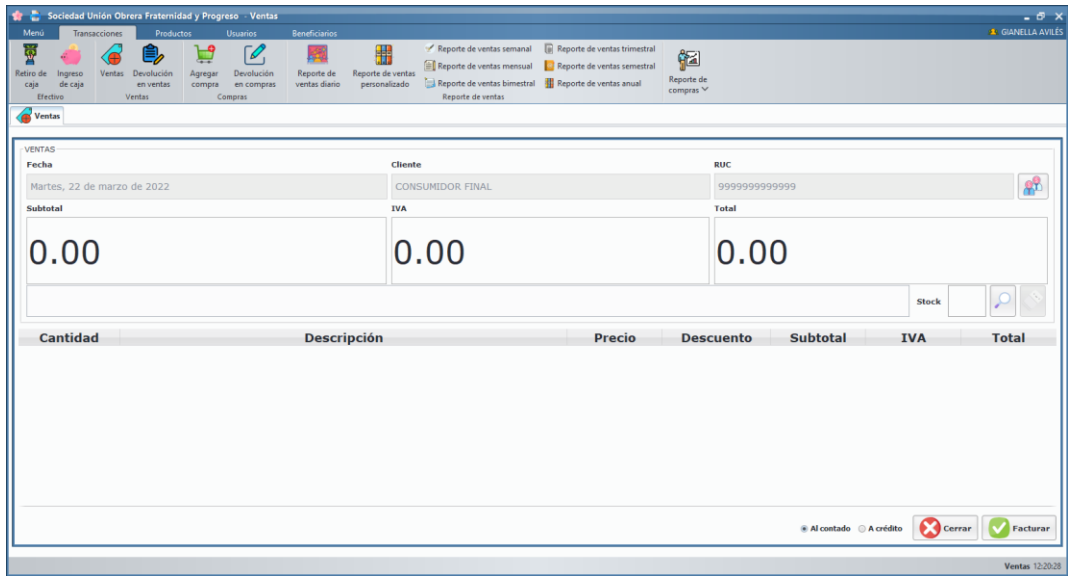 Sociedad Unión Obrera Fraternidad y Progreso - Ventas
Menú Transacciones Productos Usuarios Beneficiarios GIANELLA AVILÉS
Retiro de caja
Ingreso de caja
Efectivo
Ventas
Devolución en ventas
Ventas
Agregar compra
Devolución en compras
Compras
Reporte de ventas diario
Reporte de ventas personalizado
Reporte de ventas semanal
Reporte de ventas mensual
Reporte de ventas bimestral
Reporte de ventas trimestral
Reporte de ventas semestral
Reporte de ventas anual
Reporte de ventas
Reporte de compras
Ventas
VENTAS
Fecha Cliente RUC
Martes, 22 de marzo de 2022 CONSUMIDOR FINAL 9999999999999
Subtotal IVA Total
0.00 0.00 0.00
Stock
Cantidad Descripción Precio Descuento Subtotal IVA Total
Al contado A crédito Cerrar Facturar
Ventas 12:20:28